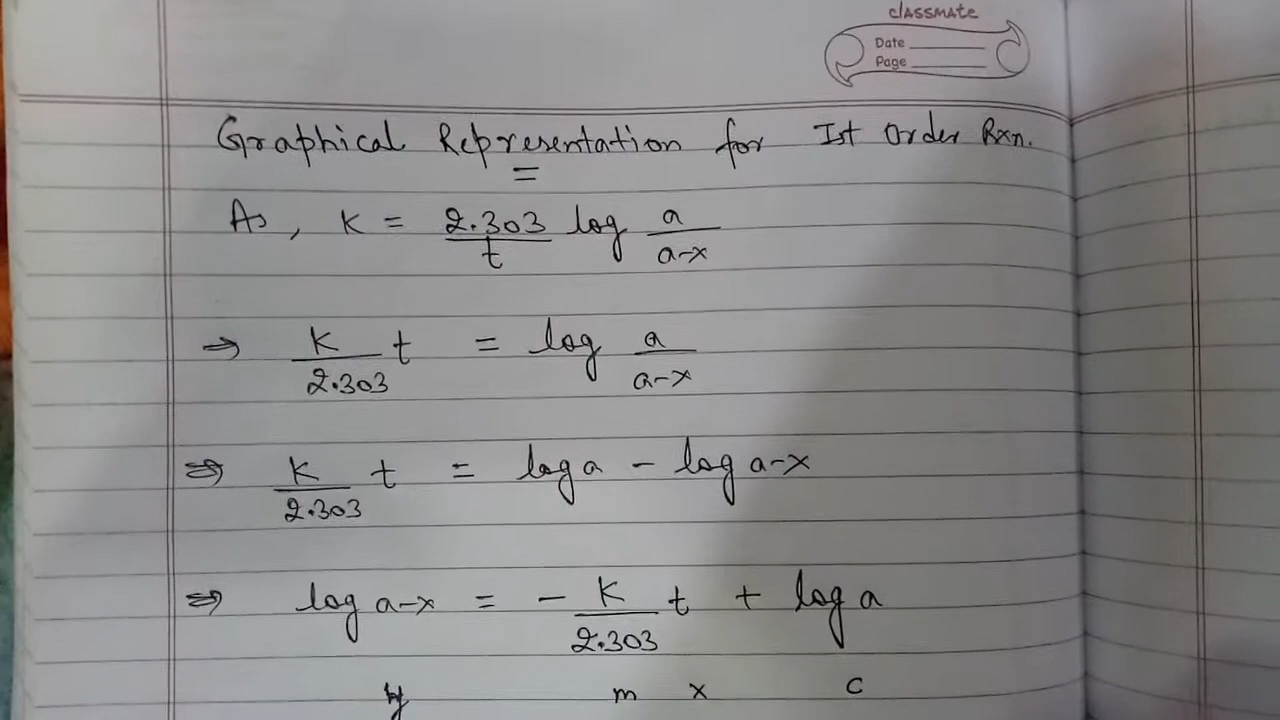 classmate
Date
Page
Graphical Representation for Ist Order Rxn.
=
As, K = 2.303/t log a/a-x
⇒ K/2.303 t = log a/a-x
⇒ K/2.303 t = log a - log a-x
⇒ log a-x = - K/2.303 t + log a
y m x c